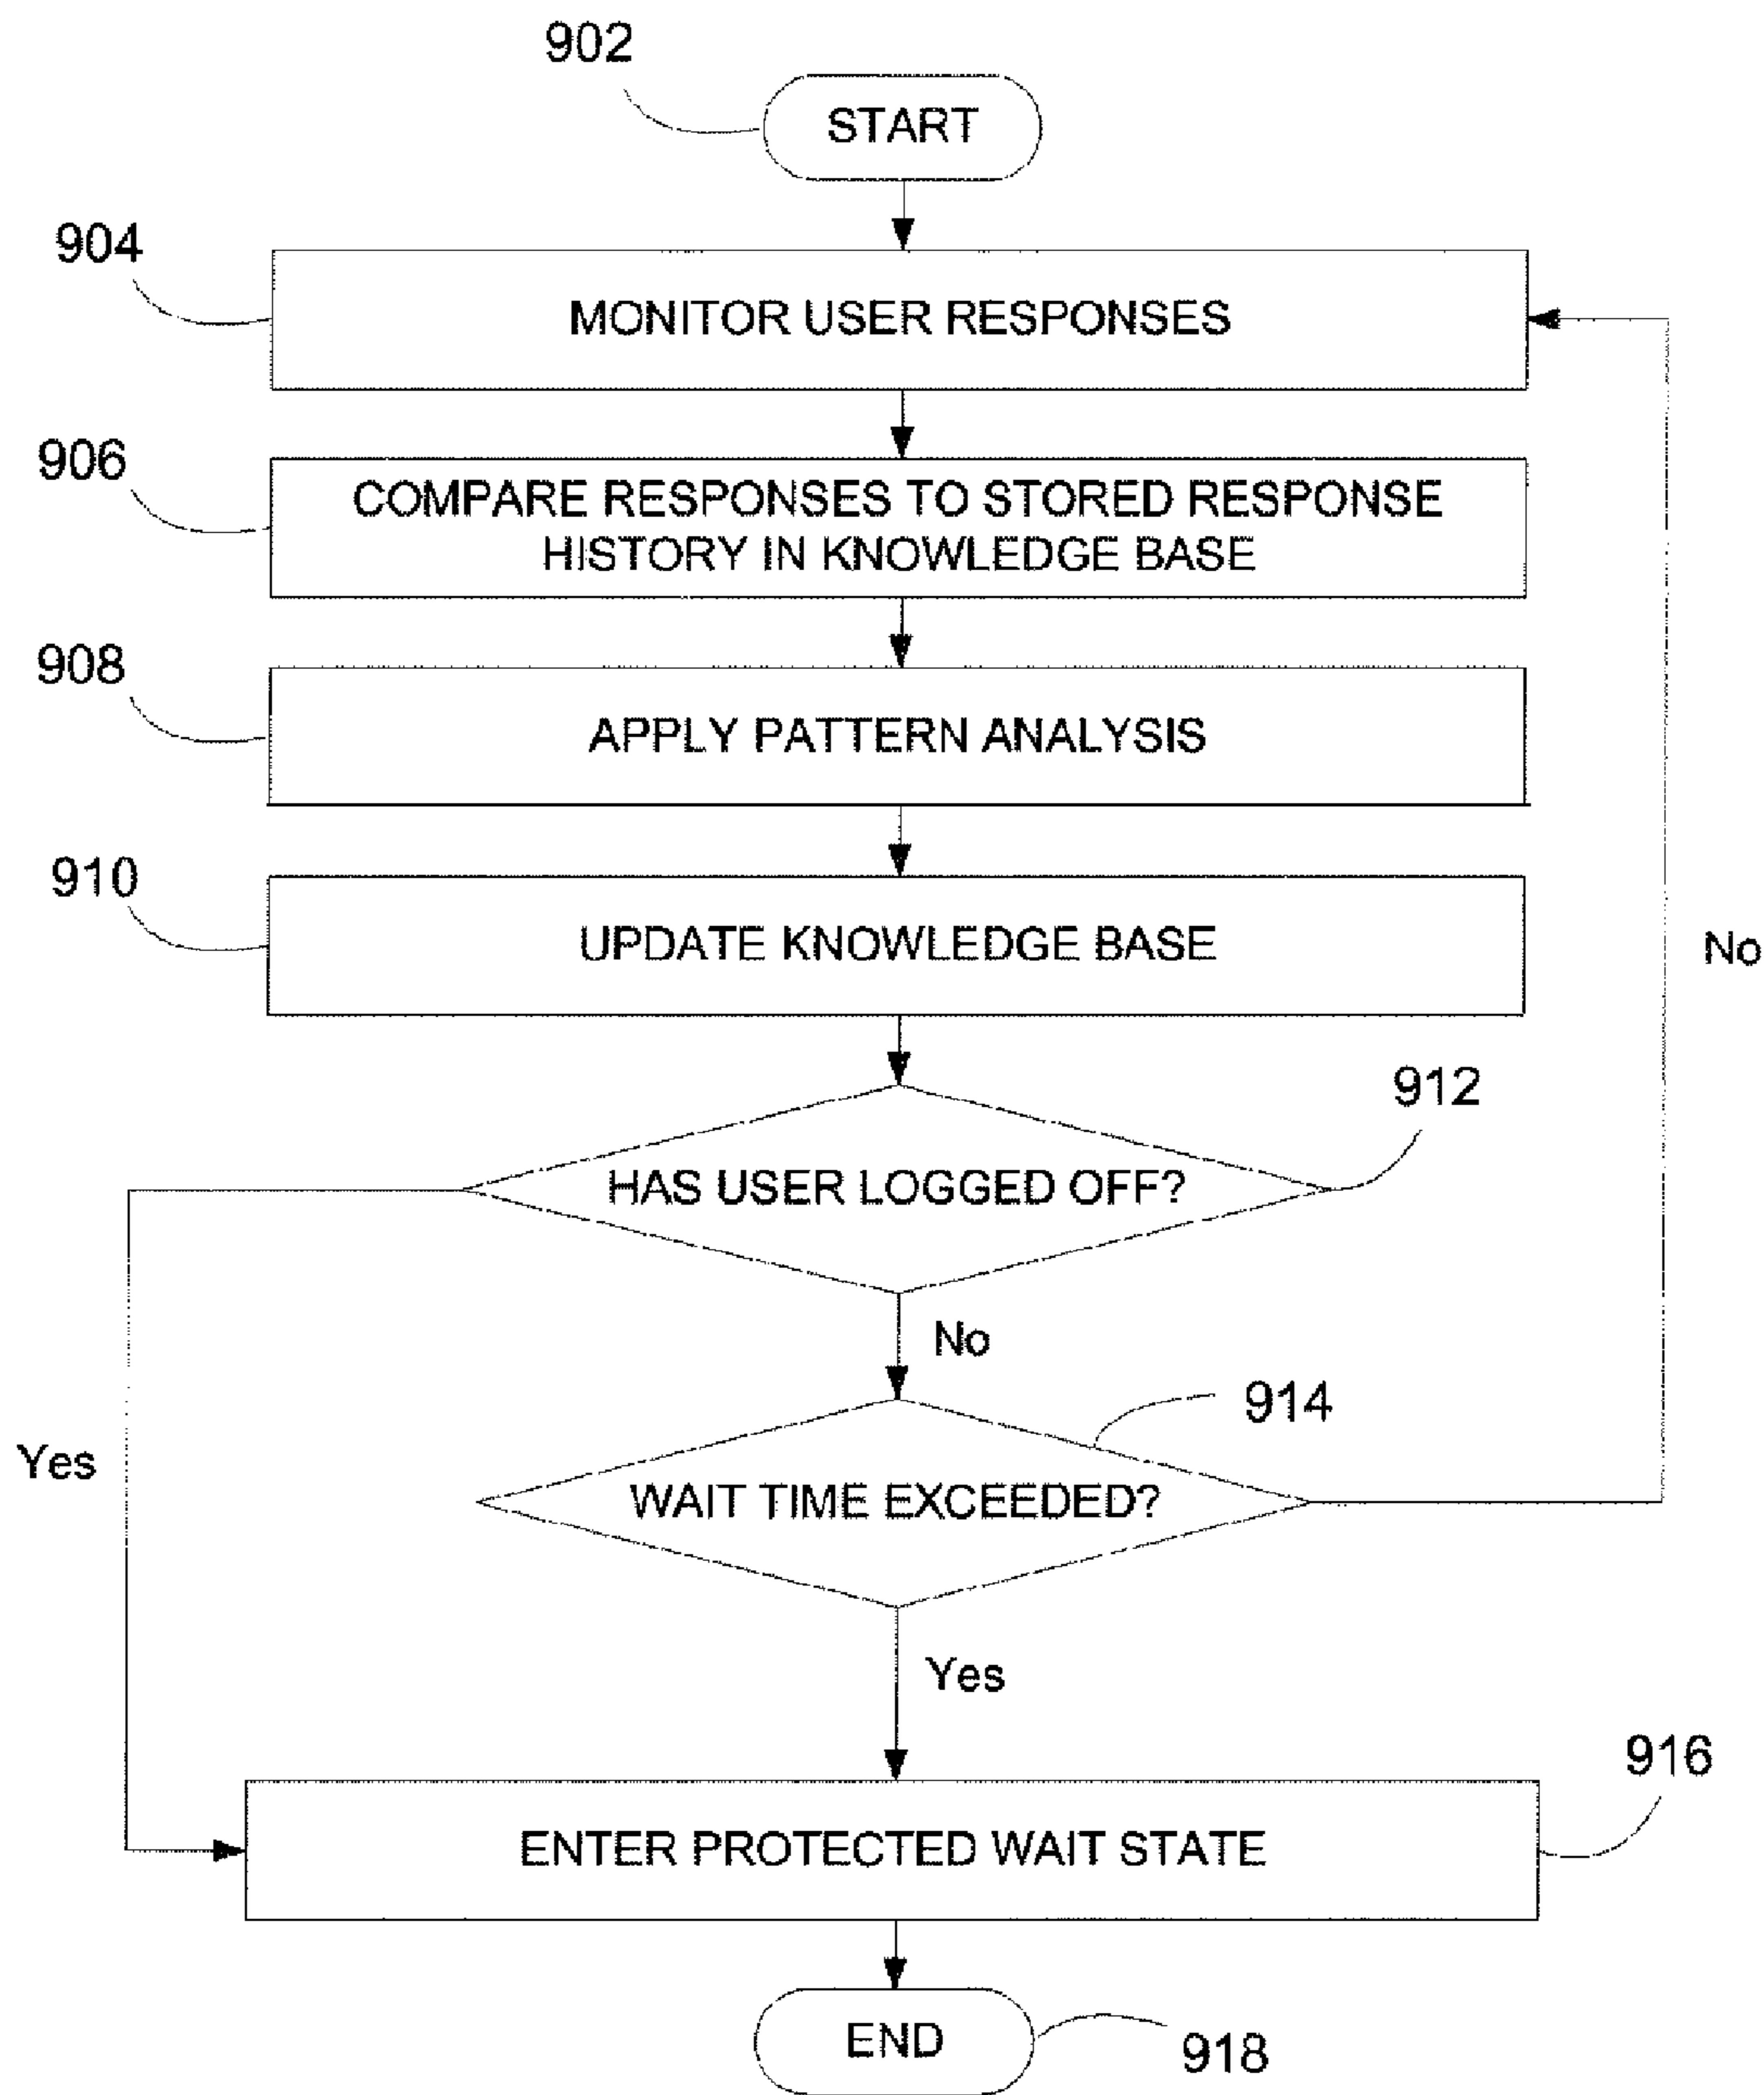 902
START
904
MONITOR USER RESPONSES
906
COMPARE RESPONSES TO STORED RESPONSE
HISTORY IN KNOWLEDGE BASE
908
APPLY PATTERN ANALYSIS
910
UPDATE KNOWLEDGE BASE
No
912
HAS USER LOGGED OFF?
No
914
Yes
WAIT TIME EXCEEDED?
Yes
916
ENTER PROTECTED WAIT STATE
END
918